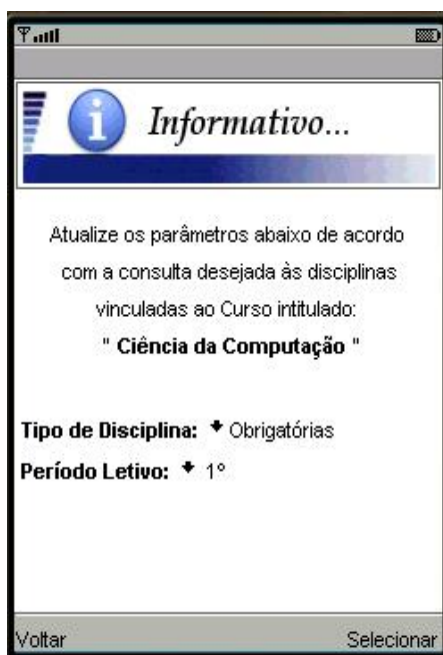 Informativo...
Atualize os parâmetros abaixo de acordo
com a consulta desejada às disciplinas
vinculadas ao Curso intitulado:
" Ciência da Computação "
Tipo de Disciplina: Obrigatórias
Período Letivo: 1º
Voltar Selecionar